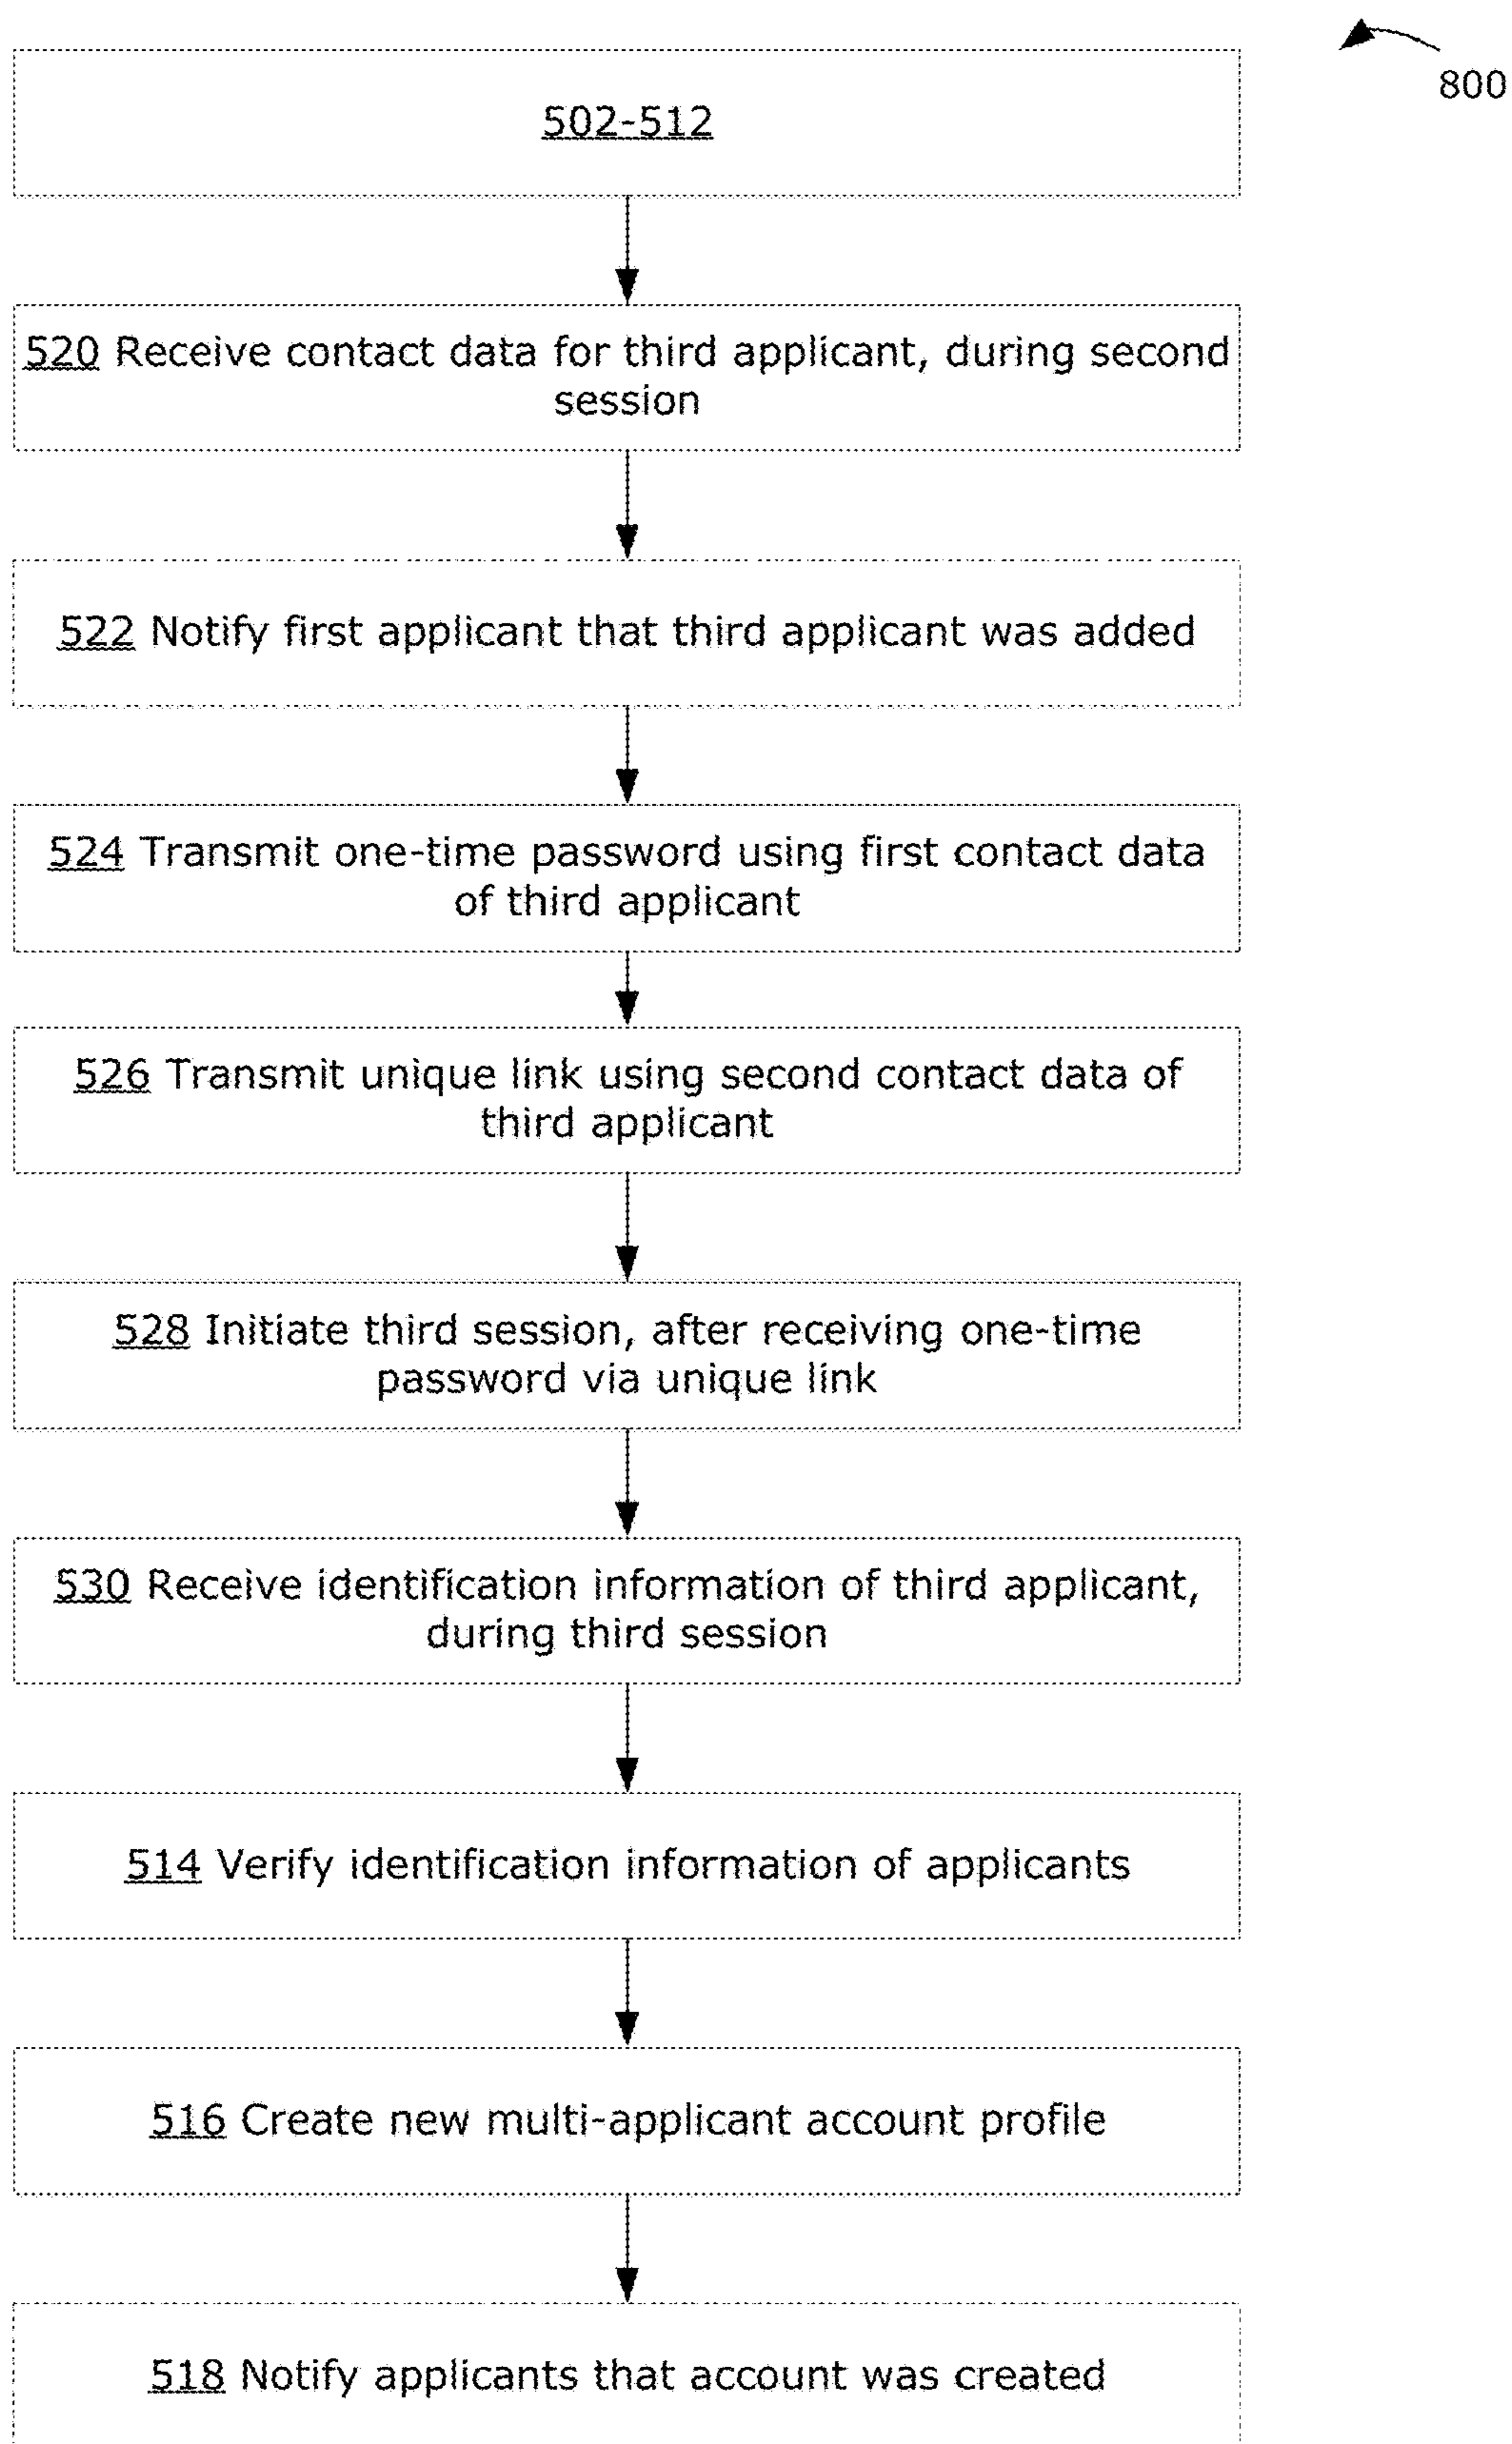 800
502-512
520 Receive contact data for third applicant, during second
session
522 Notify first applicant that third applicant was added
524 Transmit one-time password using first contact data
of third applicant
526 Transmit unique link using second contact data of
third applicant
528 Initiate third session, after receiving one-time
password via unique link
530 Receive identification information of third applicant,
during third session
514 Verify identification information of applicants
516 Create new multi-applicant account profile
518 Notify applicants that account was created